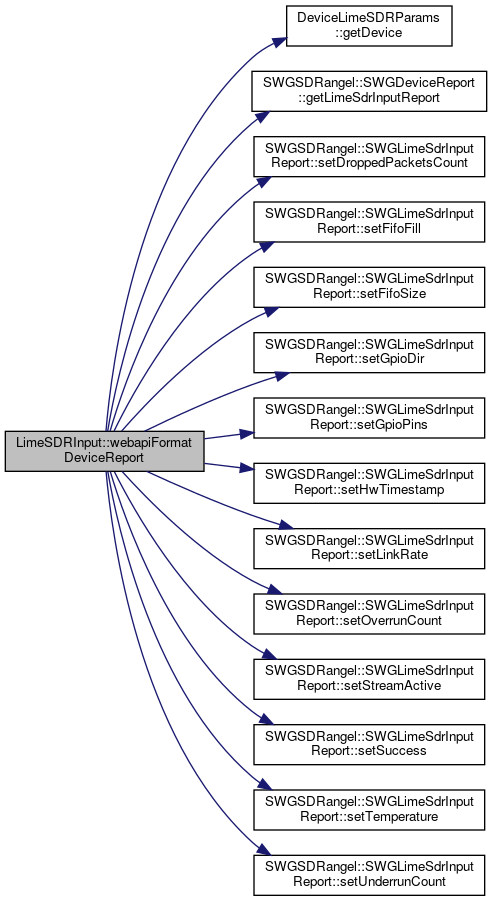 DeviceLimeSDRParams
::getDevice
SWGSDRangel::SWGDeviceReport
::getLimeSdrInputReport
SWGSDRangel::SWGLimeSdrInput
Report::setDroppedPacketsCount
SWGSDRangel::SWGLimeSdrInput
Report::setFifoFill
SWGSDRangel::SWGLimeSdrInput
Report::setFifoSize
SWGSDRangel::SWGLimeSdrInput
Report::setGpioDir
SWGSDRangel::SWGLimeSdrInput
Report::setGpioPins
LimeSDRInput::webapiFormat
DeviceReport
SWGSDRangel::SWGLimeSdrInput
Report::setHwTimestamp
SWGSDRangel::SWGLimeSdrInput
Report::setLinkRate
SWGSDRangel::SWGLimeSdrInput
Report::setOverrunCount
SWGSDRangel::SWGLimeSdrInput
Report::setStreamActive
SWGSDRangel::SWGLimeSdrInput
Report::setSuccess
SWGSDRangel::SWGLimeSdrInput
Report::setTemperature
SWGSDRangel::SWGLimeSdrInput
Report::setUnderrunCount